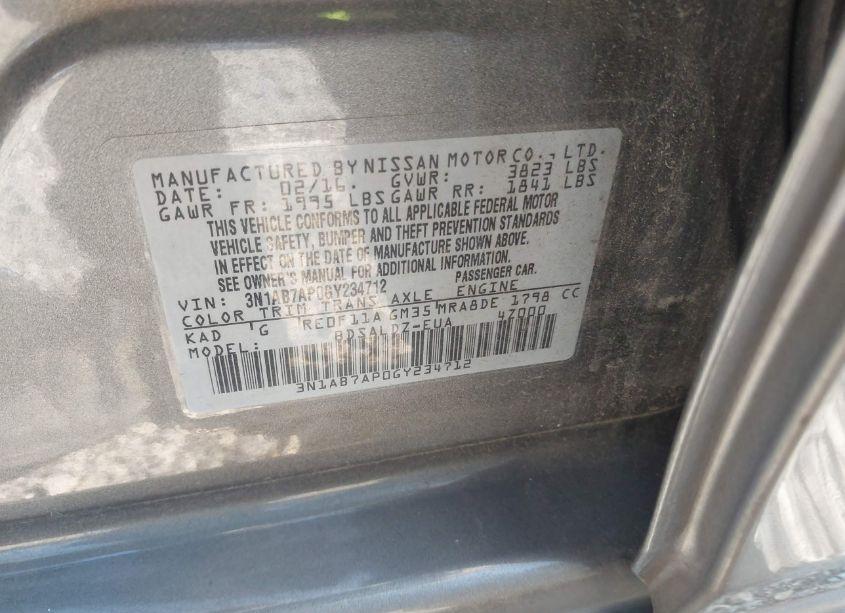 MANUFACTURED BY NISSAN MOTOR CO., LTD.
DATE: 02/16. GVWR: 3823 LBS
GAWR FR: 1995 LBS GAWR RR: 1841 LBS
THIS VEHICLE CONFORMS TO ALL APPLICABLE FEDERAL MOTOR
VEHICLE SAFETY, BUMPER AND THEFT PREVENTION STANDARDS
IN EFFECT ON THE DATE OF MANUFACTURE SHOWN ABOVE.
SEE OWNER'S MANUAL FOR ADDITIONAL INFORMATION.
VIN: 3N1AB7AP0GY234712 PASSENGER CAR.
COLOR TRIM TRANS AXLE ENGINE
KAD G RE0F11A GM35 MRA8DE 1798 CC
MODEL: BDSALDZ-EUA 4Z000
3N1AB7AP0GY234712